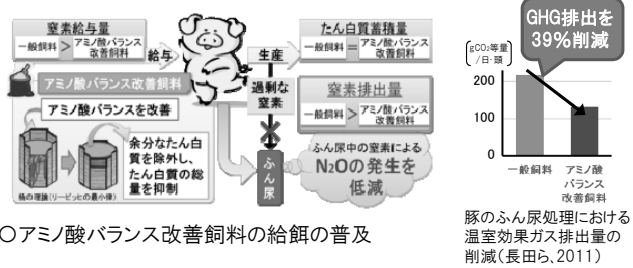 窒素給与量
一般飼料 > アミノ酸バランス改善飼料
給与
アミノ酸バランス改善飼料
アミノ酸バランスを改善
余分なたん白
質を除外し、
たん白質の総
量を抑制
桶の理論(リービッヒの最小律)
生産
過剰な
窒素
ふん尿
たん白質蓄積量
一般飼料 = アミノ酸バランス改善飼料
窒素排出量
一般飼料 > アミノ酸バランス改善飼料
ふん尿中の窒素による
N₂Oの発生を
低減
〇アミノ酸バランス改善飼料の給餌の普及
GHG排出を
39%削減
gCO₂等量
/日・頭
200
100
0
一般飼料
アミノ酸
バランス
改善飼料
豚のふん尿処理における
温室効果ガス排出量の
削減(長田ら、2011)